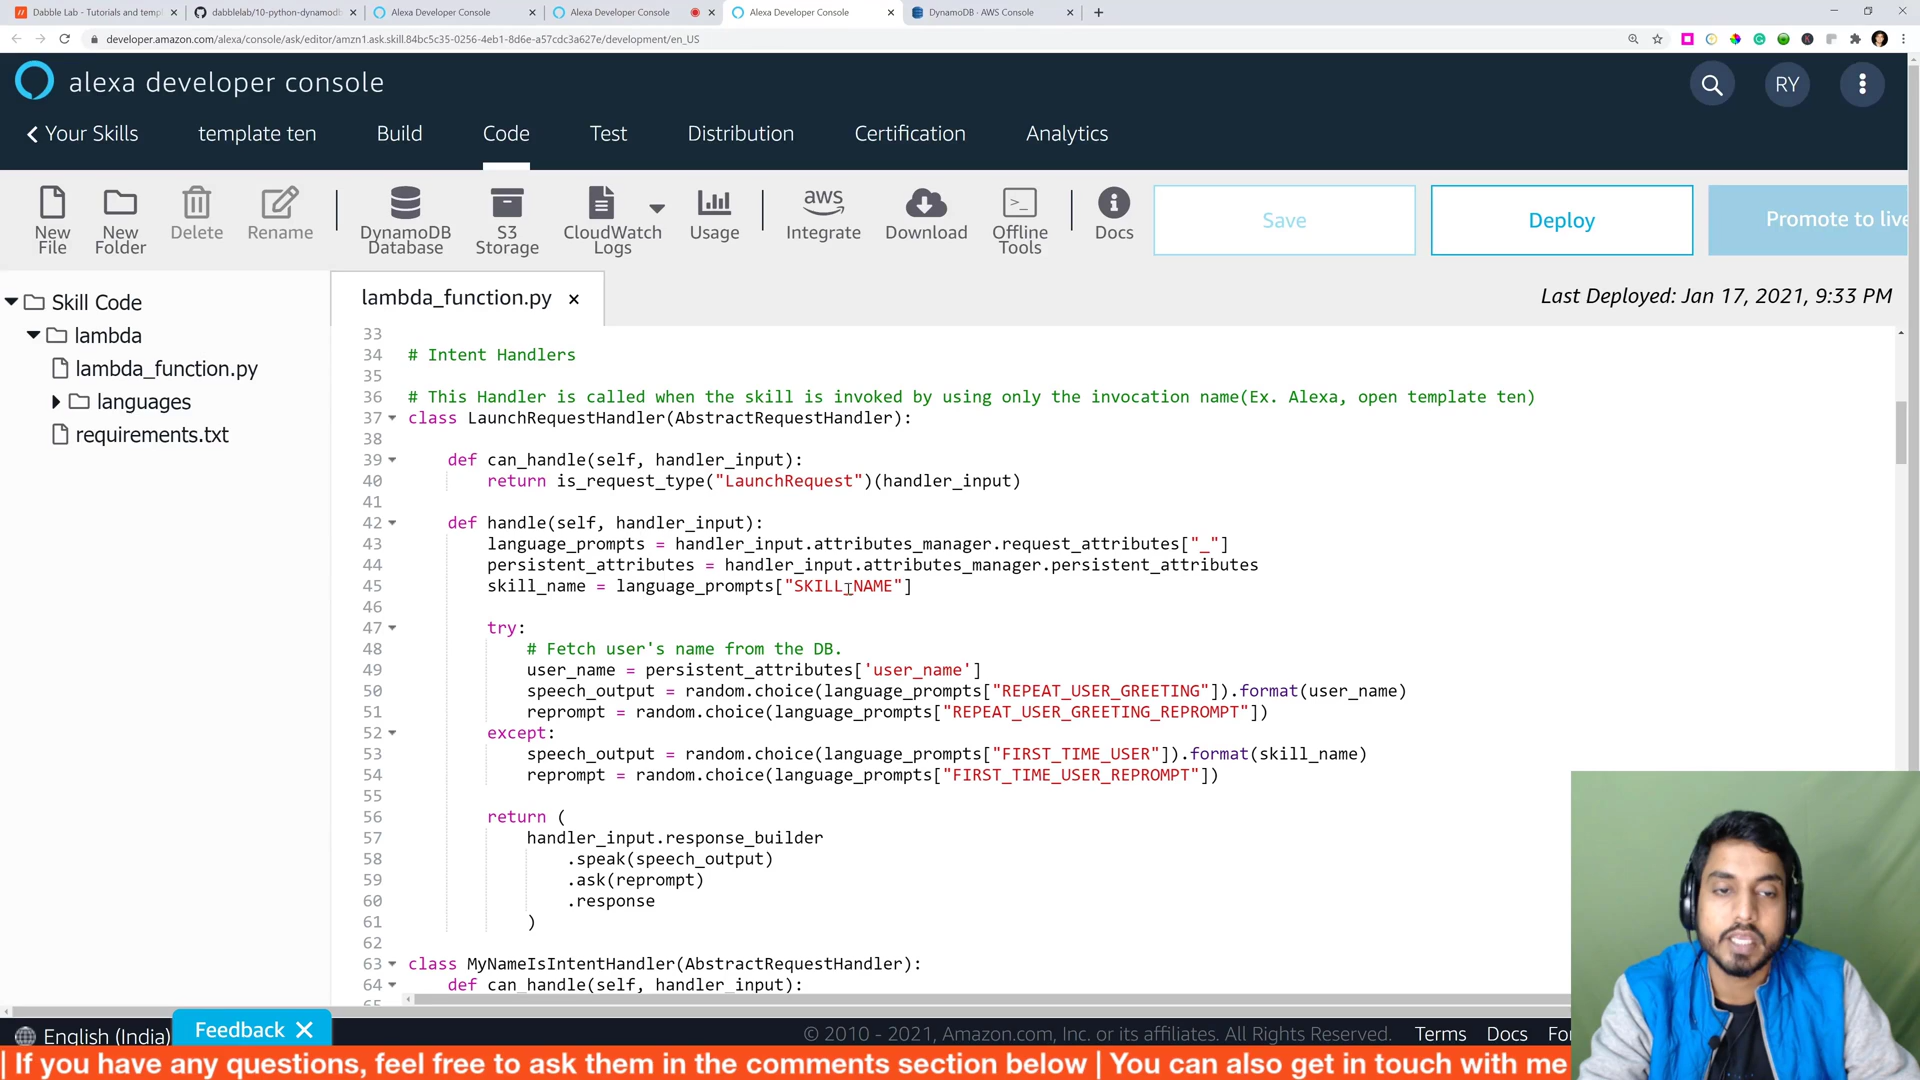 Dabble Lab - Tutorials and temp
dabblelab/10-python-dynamodb
Alexa Developer Console
Alexa Developer Console
Alexa Developer Console
DynamoDB · AWS Console
developer.amazon.com/alexa/console/ask/editor/amzn1.ask.skill.84bc5c35-0256-4eb1-8d6e-a57cdc3a627e/development/en_US
alexa developer console
RY
Your Skills
template ten
Build
Code
Test
Distribution
Certification
Analytics
New File
New Folder
Delete
Rename
DynamoDB Database
S3 Storage
CloudWatch Logs
Usage
aws Integrate
Download
Offline Tools
Docs
Save
Deploy
Promote to live
Skill Code
lambda
lambda_function.py
languages
requirements.txt
lambda_function.py
Last Deployed: Jan 17, 2021, 9:33 PM
33
34 # Intent Handlers
35
36 # This Handler is called when the skill is invoked by using only the invocation name(Ex. Alexa, open template ten)
37 class LaunchRequestHandler(AbstractRequestHandler):
38
39 def can_handle(self, handler_input):
40 return is_request_type("LaunchRequest")(handler_input)
41
42 def handle(self, handler_input):
43 language_prompts = handler_input.attributes_manager.request_attributes["_"]
44 persistent_attributes = handler_input.attributes_manager.persistent_attributes
45 skill_name = language_prompts["SKILL_NAME"]
46
47 try:
48 # Fetch user's name from the DB.
49 user_name = persistent_attributes['user_name']
50 speech_output = random.choice(language_prompts["REPEAT_USER_GREETING"]).format(user_name)
51 reprompt = random.choice(language_prompts["REPEAT_USER_GREETING_REPROMPT"])
52 except:
53 speech_output = random.choice(language_prompts["FIRST_TIME_USER"]).format(skill_name)
54 reprompt = random.choice(language_prompts["FIRST_TIME_USER_REPROMPT"])
55
56 return (
57 handler_input.response_builder
58 .speak(speech_output)
59 .ask(reprompt)
60 .response
61 )
62
63 class MyNameIsIntentHandler(AbstractRequestHandler):
64 def can_handle(self, handler_input):
65
English (India)
Feedback
© 2010 - 2021, Amazon.com, Inc. or its affiliates. All Rights Reserved.
Terms
Docs
Fo
| If you have any questions, feel free to ask them in the comments section below | You can also get in touch with me